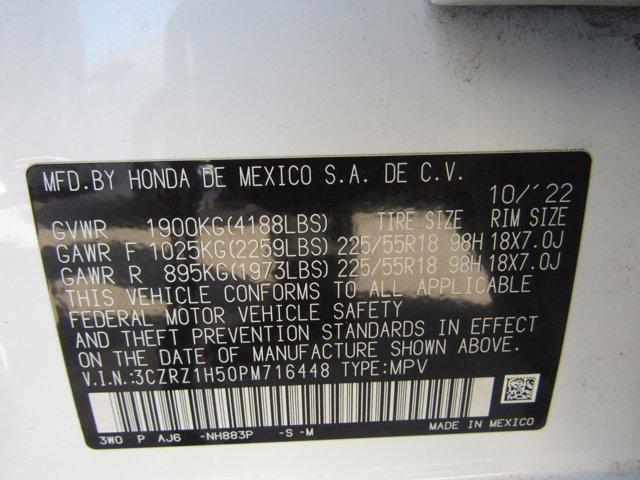 MFD.BY HONDA DE MEXICO S.A. DE C.V. 10/'22
GVWR 1900KG(4188LBS) TIRE SIZE RIM SIZE
GAWR F 1025KG(2259LBS) 225/55R18 98H 18X7.0J
GAWR R 895KG(1973LBS) 225/55R18 98H 18X7.0J
THIS VEHICLE CONFORMS TO ALL APPLICABLE
FEDERAL MOTOR VEHICLE SAFETY
AND THEFT PREVENTION STANDARDS IN EFFECT
ON THE DATE OF MANUFACTURE SHOWN ABOVE.
V.I.N.:3CZRZ1H50PM716448 TYPE:MPV
3W0 P AJ6 -NH883P -S-M MADE IN MEXICO